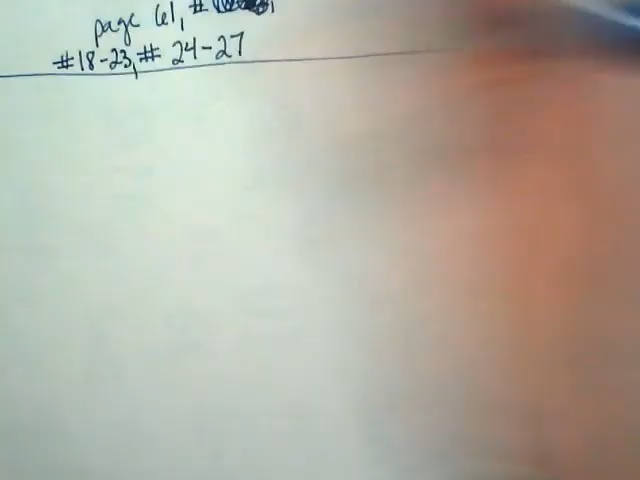 page 61, #
#18-23, # 24-27